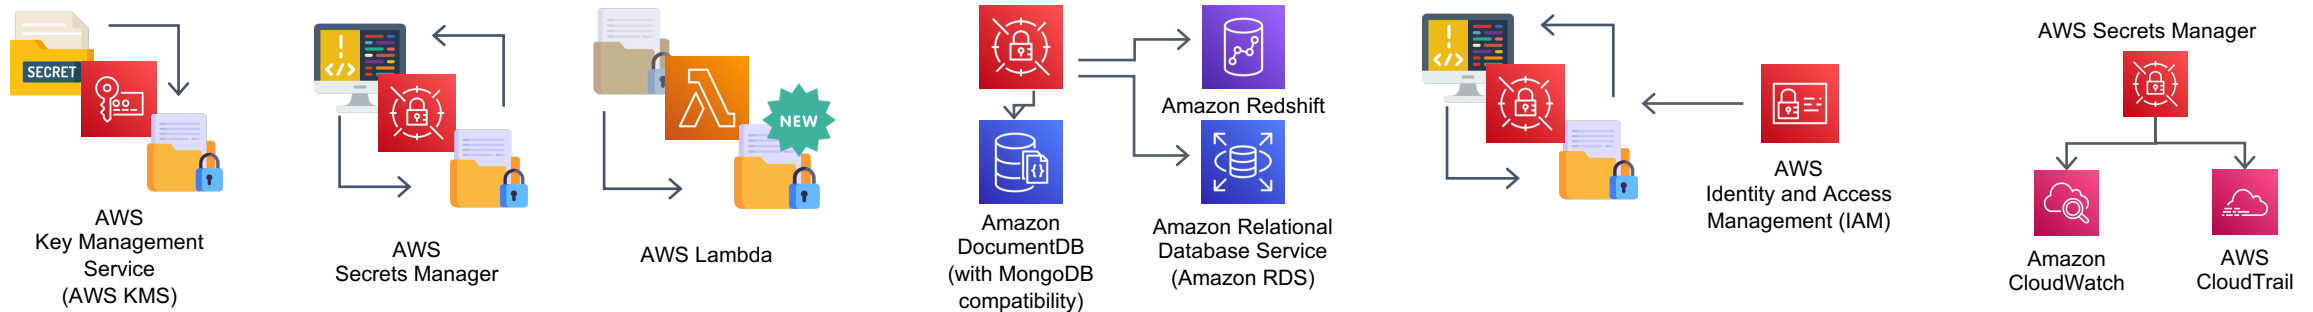 SECRET
AWS
Key Management
Service
(AWS KMS)
AWS
Secrets Manager
NEW
AWS Lambda
Amazon Redshift
Amazon
DocumentDB
(with MongoDB
compatibility)
Amazon Relational
Database Service
(Amazon RDS)
AWS
Identity and Access
Management (IAM)
AWS Secrets Manager
Amazon
CloudWatch
AWS
CloudTrail